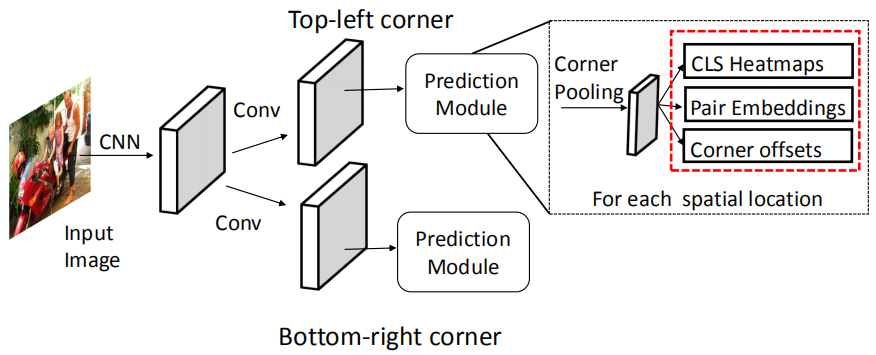 Top-left corner
CNN
Input
Image
Conv
Conv
Prediction
Module
Prediction
Module
Bottom-right corner
Corner
Pooling
CLS Heatmaps
Pair Embeddings
Corner offsets
For each spatial location